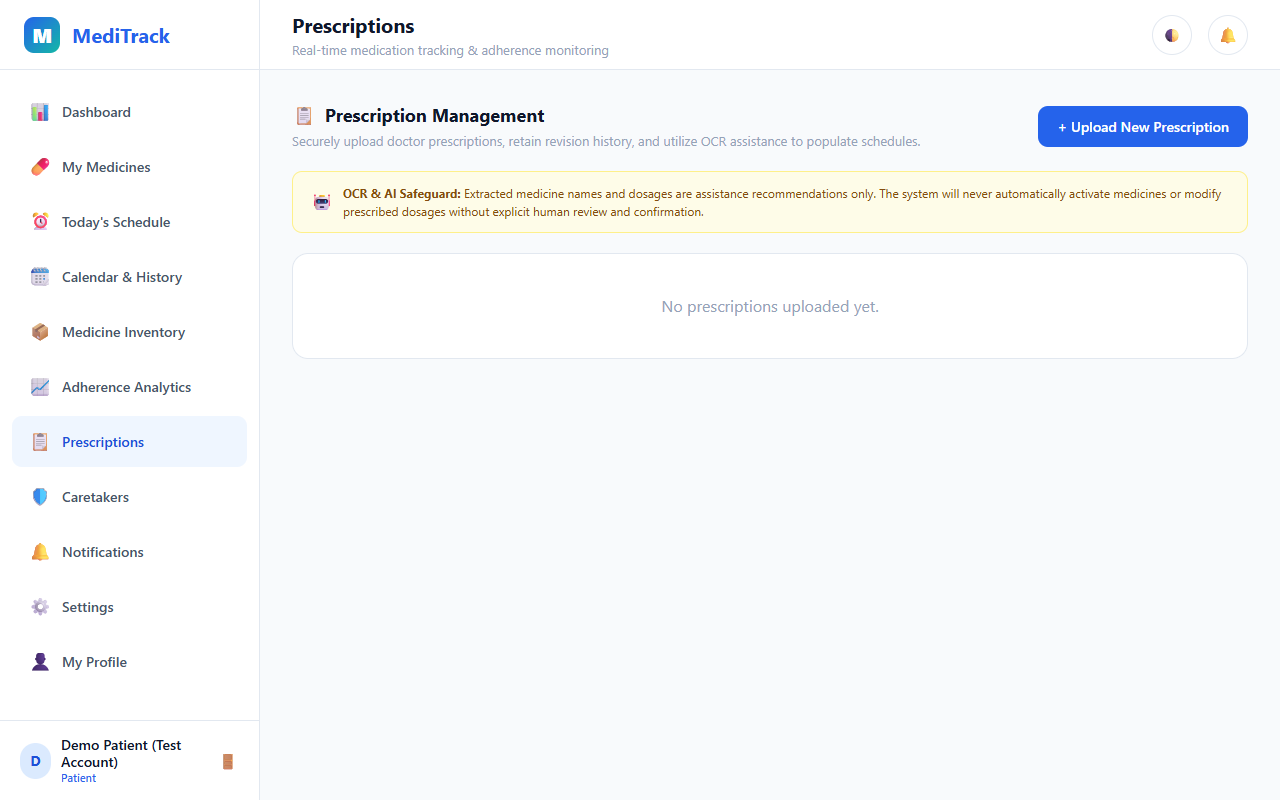 M MediTrack
Dashboard
My Medicines
Today's Schedule
Calendar & History
Medicine Inventory
Adherence Analytics
Prescriptions
Caretakers
Notifications
Settings
My Profile
D
Demo Patient (Test
Account)
Patient
Prescriptions
Real-time medication tracking & adherence monitoring
Prescription Management
Securely upload doctor prescriptions, retain revision history, and utilize OCR assistance to populate schedules.
+ Upload New Prescription
OCR & AI Safeguard: Extracted medicine names and dosages are assistance recommendations only. The system will never automatically activate medicines or modify
prescribed dosages without explicit human review and confirmation.
No prescriptions uploaded yet.